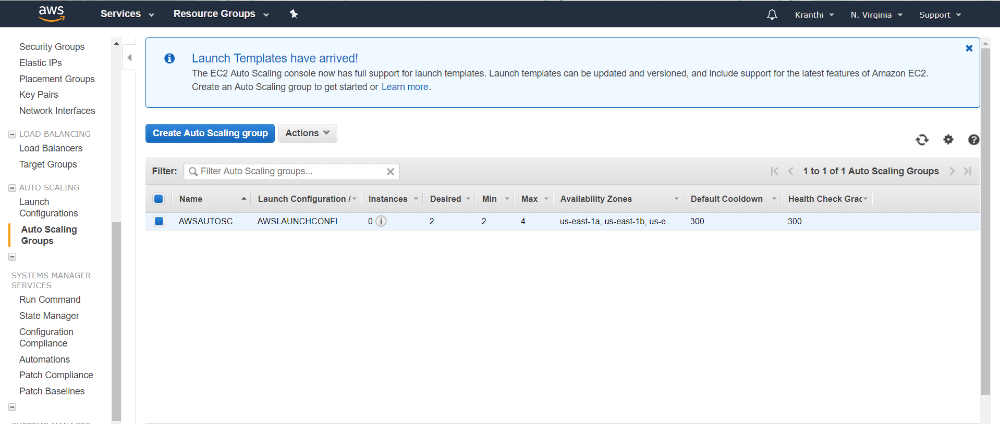 aws Services Resource Groups Kranthi N. Virginia Support
Security Groups
Elastic IPs
Placement Groups
Key Pairs
Network Interfaces
LOAD BALANCING
Load Balancers
Target Groups
AUTO SCALING
Launch
Configurations
Auto Scaling
Groups
SYSTEMS MANAGER
SERVICES
Run Command
State Manager
Configuration
Compliance
Automations
Patch Compliance
Patch Baselines
SYSTEMS MANAGER
Launch Templates have arrived!
The EC2 Auto Scaling console now has full support for launch templates. Launch templates can be updated and versioned, and include support for the latest features of Amazon EC2.
Create an Auto Scaling group to get started or Learn more.
Create Auto Scaling group Actions
Filter: Filter Auto Scaling groups... 1 to 1 of 1 Auto Scaling Groups
Name Launch Configuration / Instances Desired Min Max Availability Zones Default Cooldown Health Check Grac
AWSAUTOSC... AWSLAUNCHCONFI 0 2 2 4 us-east-1a, us-east-1b, us-e... 300 300